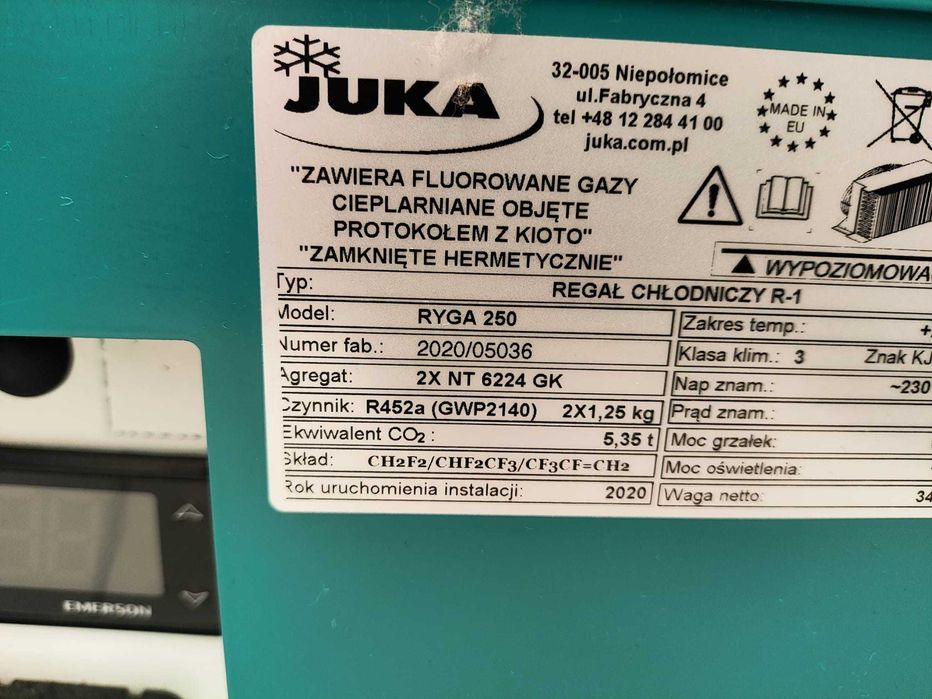 JUKA
32-005 Niepołomice
ul.Fabryczna 4
tel +48 12 284 41 00
juka.com.pl
MADE IN
EU
"ZAWIERA FLUOROWANE GAZY
CIEPLARNIANE OBJĘTE
PROTOKOŁEM Z KIOTO"
"ZAMKNIĘTE HERMETYCZNIE"
WYPOZIOMOWA
Typ: REGAŁ CHŁODNICZY R-1
Model: RYGA 250
Numer fab.: 2020/05036
Agregat: 2X NT 6224 GK
Czynnik: R452a (GWP2140) 2X1,25 kg
Ekwiwalent CO₂ : 5,35 t
Skład: CH2F2/CHF2CF3/CF3CF=CH2
Rok uruchomienia instalacji: 2020
Zakres temp.: +
Klasa klim.: 3 Znak KJ
Nap znam.: ~230
Prąd znam.:
Moc grzałek:
Moc oświetlenia:
Waga netto: 34
EMERSON